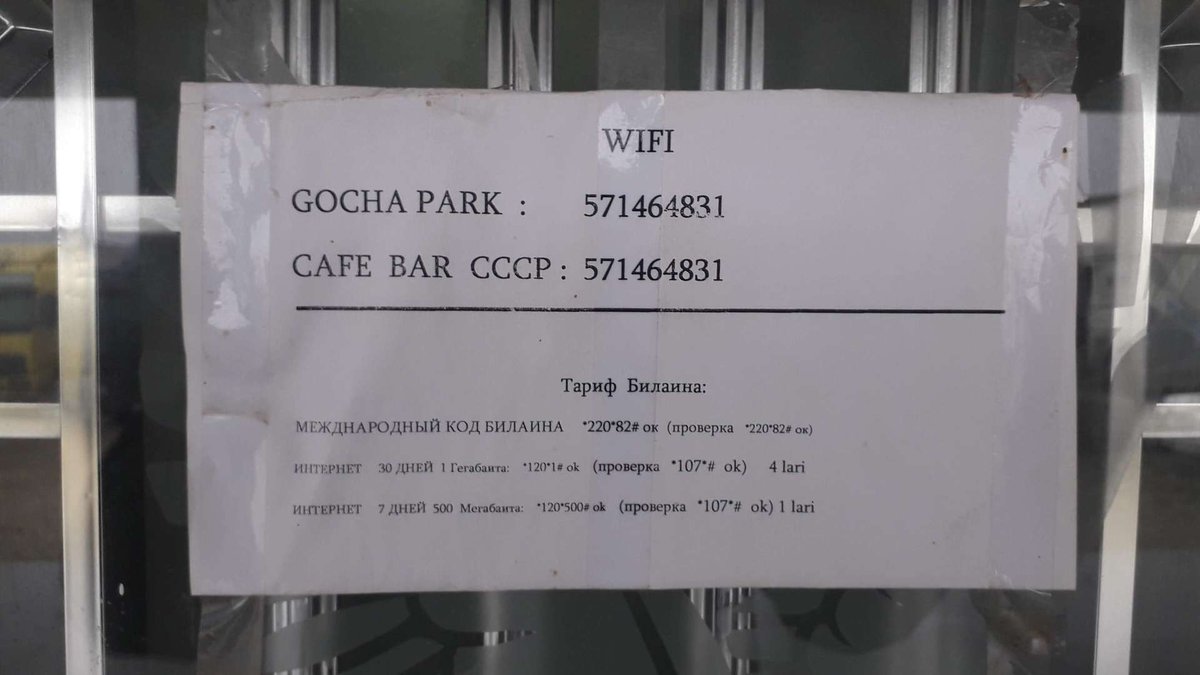 WIFI
GOCHA PARK : 571464831
CAFE BAR CCCP : 571464831
Тариф Билаина:
МЕЖДНАРОДНЫЙ КОД БИЛАИНА *220*82# ок (проверка *220*82# ок)
ИНТЕРНЕТ 30 ДНЕЙ 1 Гегабаита: *120*1# ok (проверка *107*# ok) 4 lari
ИНТЕРНЕТ 7 ДНЕЙ 500 Мегабаита: *120*500# ok (проверка *107*# ok) 1 lari